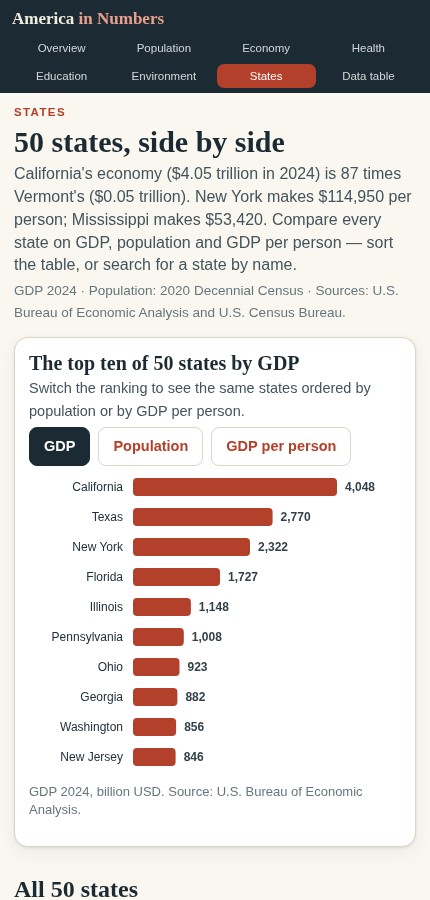 America in Numbers
Overview Population Economy Health
Education Environment States Data table
STATES
50 states, side by side
California's economy ($4.05 trillion in 2024) is 87 times
Vermont's ($0.05 trillion). New York makes $114,950 per
person; Mississippi makes $53,420. Compare every
state on GDP, population and GDP per person — sort
the table, or search for a state by name.
GDP 2024 · Population: 2020 Decennial Census · Sources: U.S.
Bureau of Economic Analysis and U.S. Census Bureau.
The top ten of 50 states by GDP
Switch the ranking to see the same states ordered by
population or by GDP per person.
GDP Population GDP per person
California 4,048
Texas 2,770
New York 2,322
Florida 1,727
Illinois 1,148
Pennsylvania 1,008
Ohio 923
Georgia 882
Washington 856
New Jersey 846
GDP 2024, billion USD. Source: U.S. Bureau of Economic
Analysis.
All 50 states